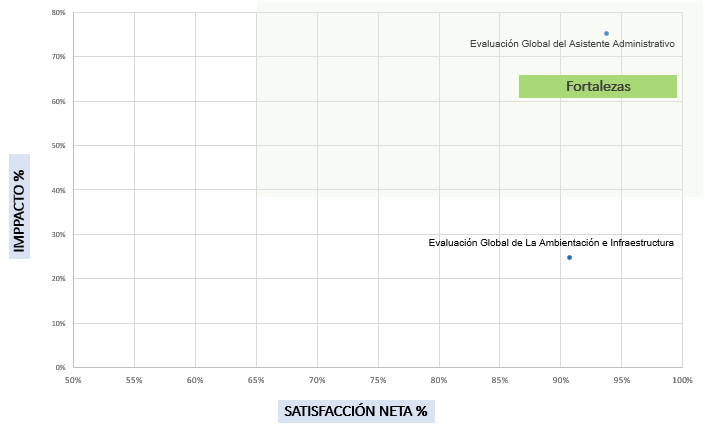 80%
Evaluación Global del Asistente Administrativo
70%
Fortalezas
60%
50%
40%
30%
Evaluación Global de La Ambientación e Infraestructura
20%
10%
0%
IMPPACTO %
50% 55% 60% 65% 70% 75% 80% 85% 90% 95% 100%
SATISFACCIÓN NETA %